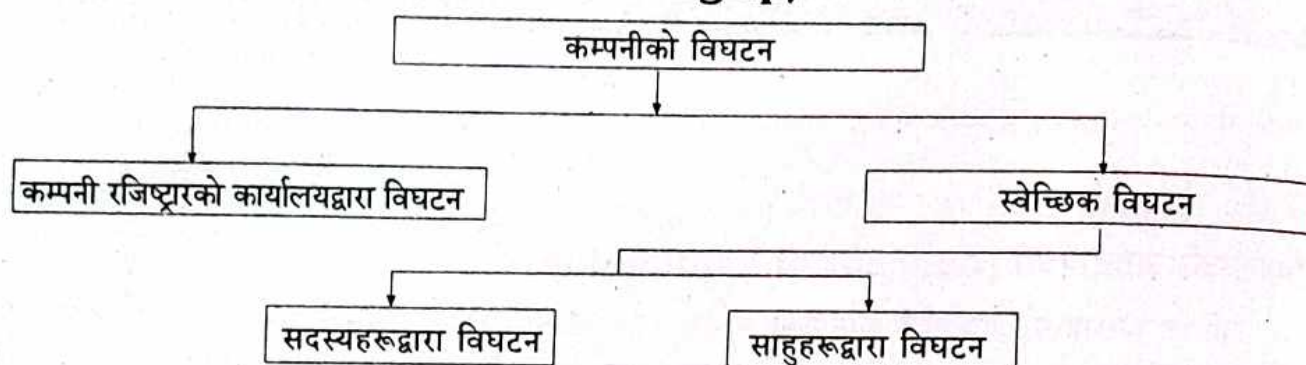 कम्पनीको विघटन
कम्पनी रजिष्ट्रारको कार्यालयद्वारा विघटन
स्वेच्छिक विघटन
सदस्यहरूद्वारा विघटन
साहुहरूद्वारा विघटन